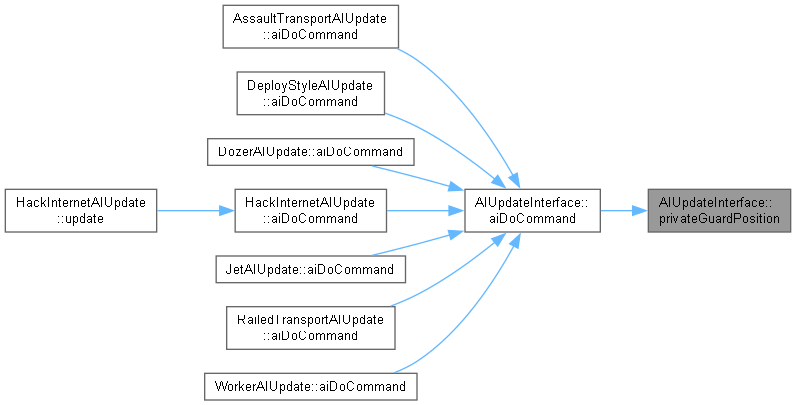 AssaultTransportAIUpdate
::aiDoCommand
DeployStyleAIUpdate
::aiDoCommand
DozerAIUpdate::aiDoCommand
HackInternetAIUpdate
::update
HackInternetAIUpdate
::aiDoCommand
AIUpdateInterface::
aiDoCommand
AIUpdateInterface::
privateGuardPosition
JetAIUpdate::aiDoCommand
RailedTransportAIUpdate
::aiDoCommand
WorkerAIUpdate::aiDoCommand